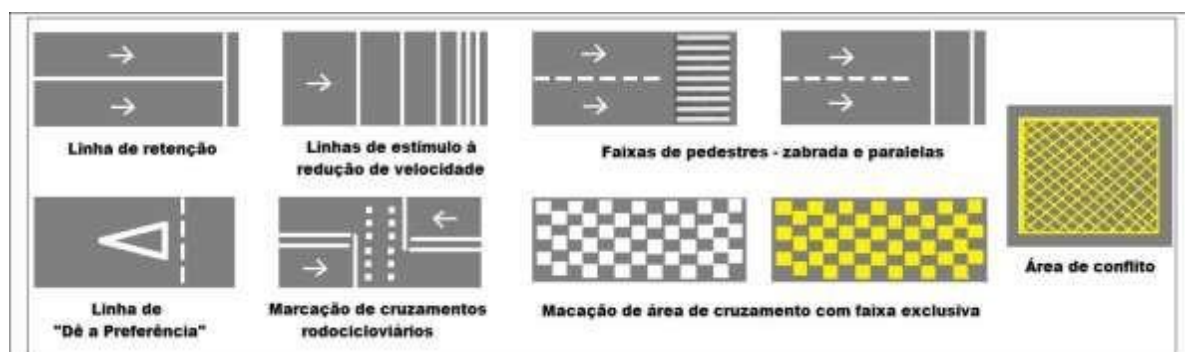 Linha de retenção
Linhas de estímulo à
redução de velocidade
Faixas de pedestres - zabrada e paralelas
Área de conflito
Linha de
"Dê a Preferência"
Marcação de cruzamentos
rodocicloviários
Macação de área de cruzamento com faixa exclusiva